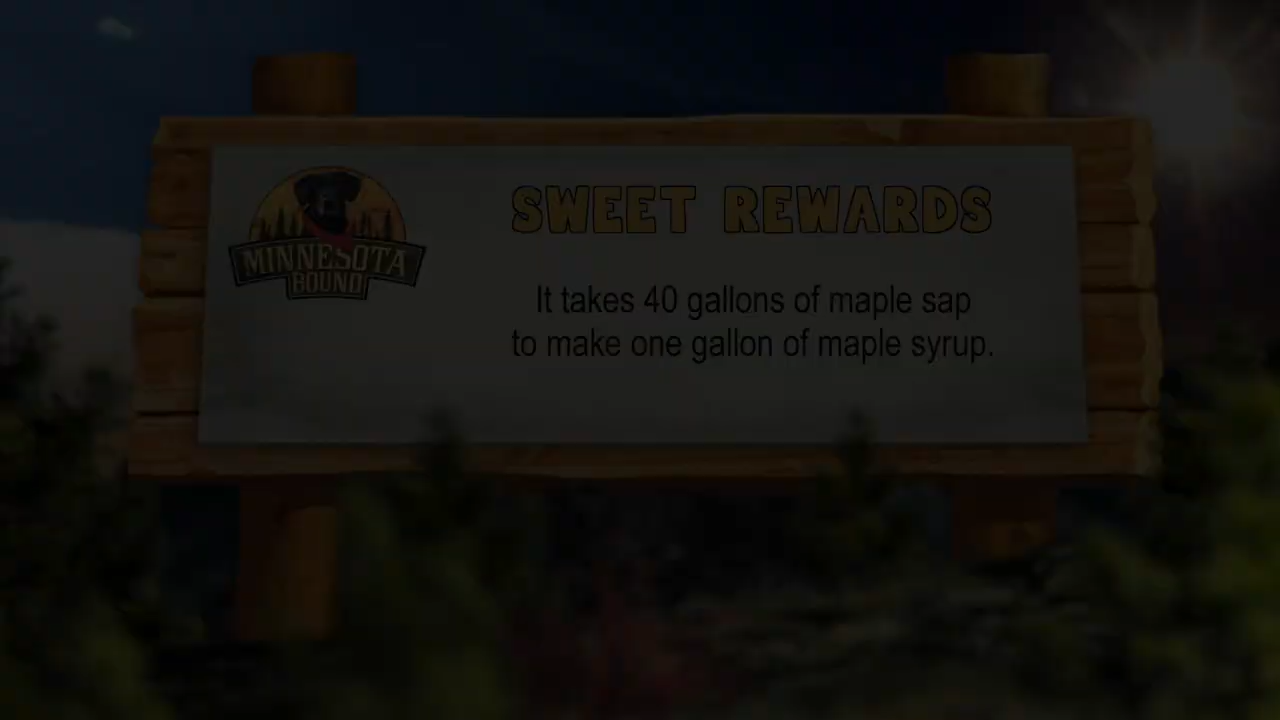 MINNESOTA
BOUND
SWEET REWARDS
It takes 40 gallons of maple sap
to make one gallon of maple syrup.